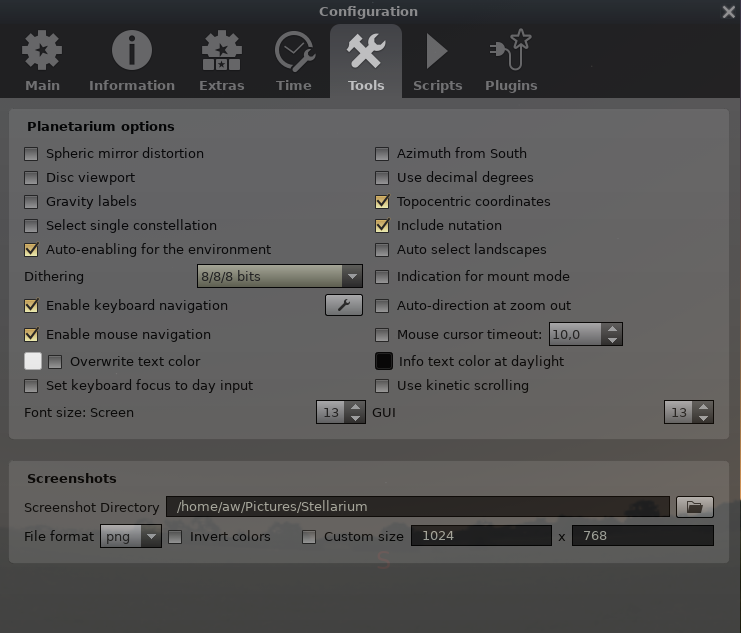 Configuration
Main Information Extras Time Tools Scripts Plugins
Planetarium options
Spheric mirror distortion Azimuth from South
Disc viewport Use decimal degrees
Gravity labels Topocentric coordinates
Select single constellation Include nutation
Auto-enabling for the environment Auto select landscapes
Dithering 8/8/8 bits Indication for mount mode
Enable keyboard navigation Auto-direction at zoom out
Enable mouse navigation Mouse cursor timeout: 10,0
Overwrite text color Info text color at daylight
Set keyboard focus to day input Use kinetic scrolling
Font size: Screen 13 GUI 13
Screenshots
Screenshot Directory /home/aw/Pictures/Stellarium
File format png Invert colors Custom size 1024 x 768
S